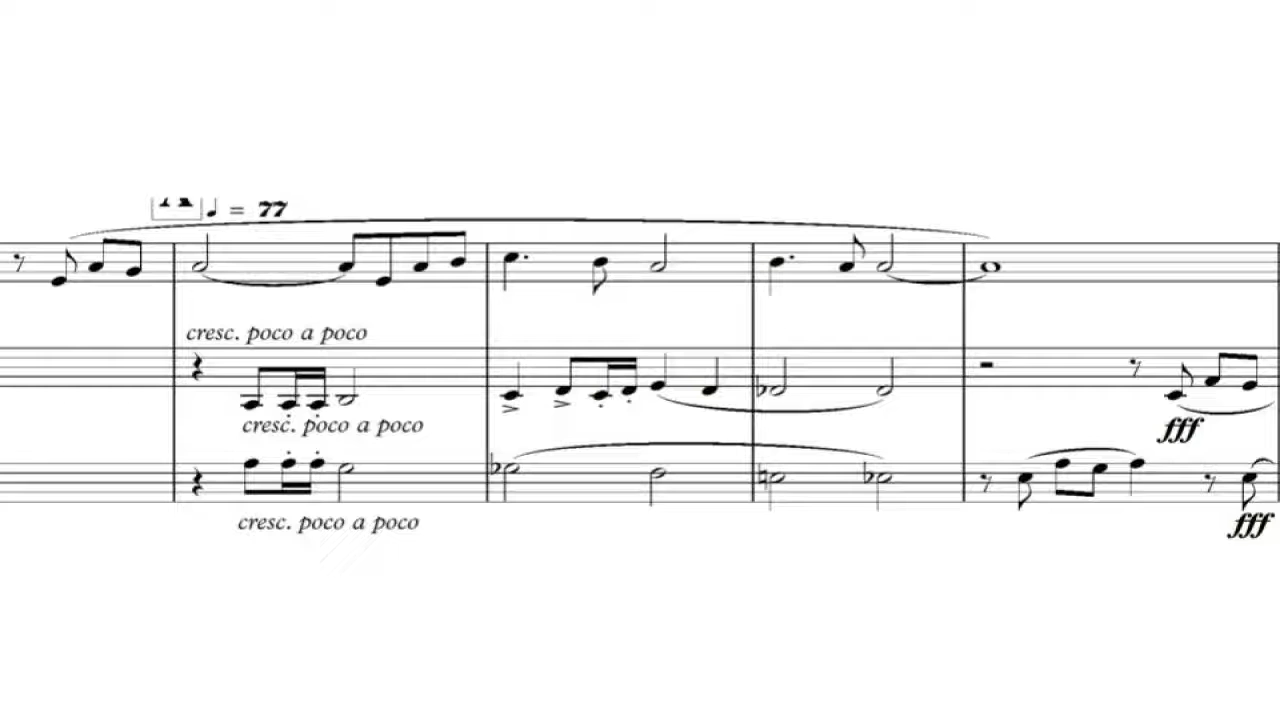 ♩ = 77
cresc. poco a poco
cresc. poco a poco
fff
cresc. poco a poco
fff